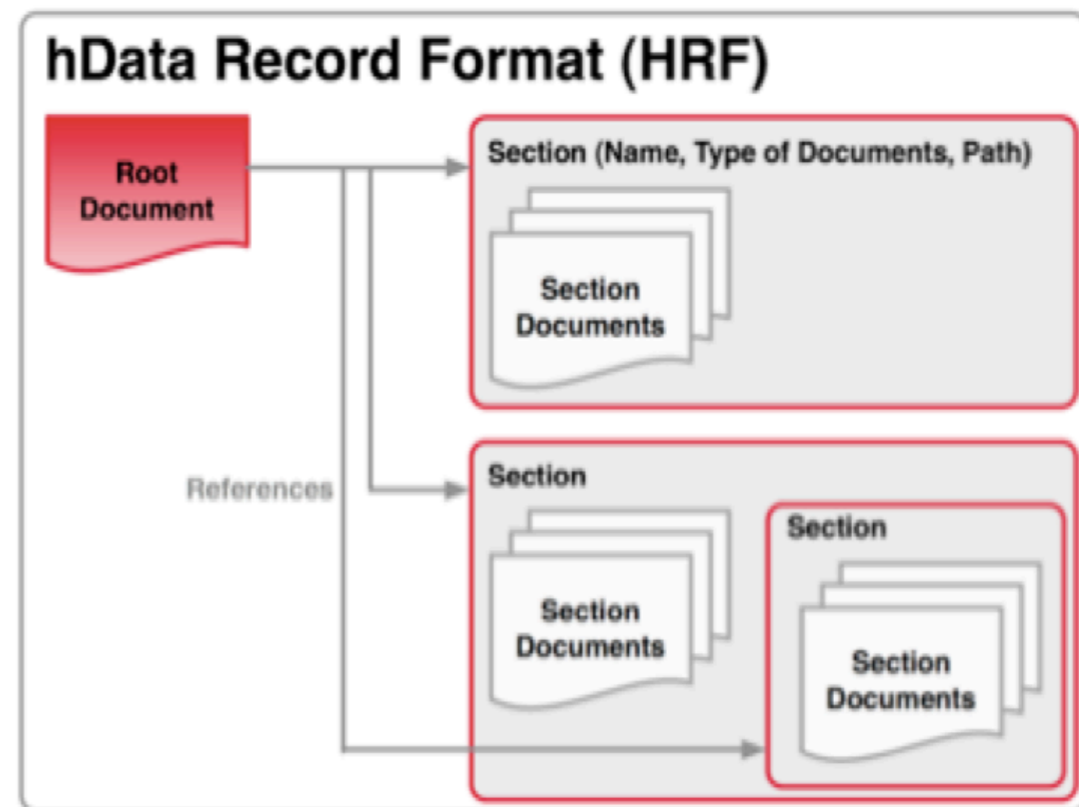 hData Record Format (HRF)
Root
Document
Section (Name, Type of Documents, Path)
Section
Documents
References
Section
Section
Documents
Section
Section
Documents